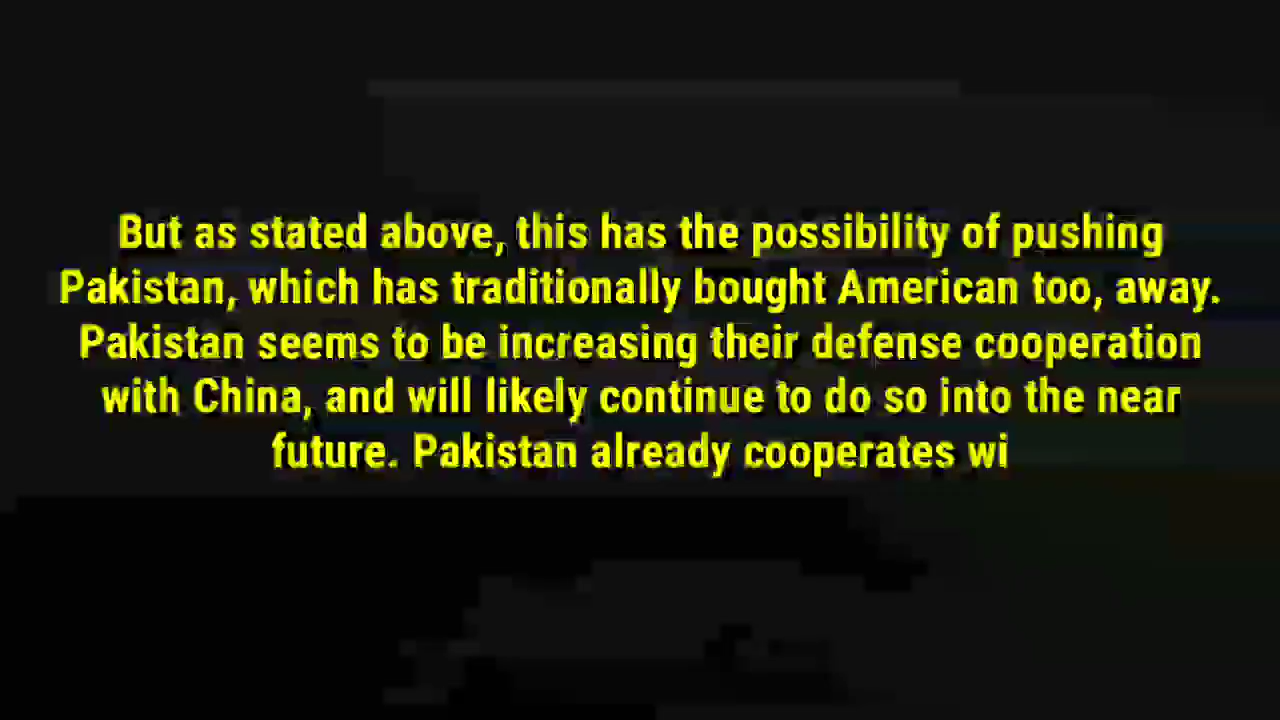 But as stated above, this has the possibility of pushing
Pakistan, which has traditionally bought American too, away.
Pakistan seems to be increasing their defense cooperation
with China, and will likely continue to do so into the near
future. Pakistan already cooperates wi